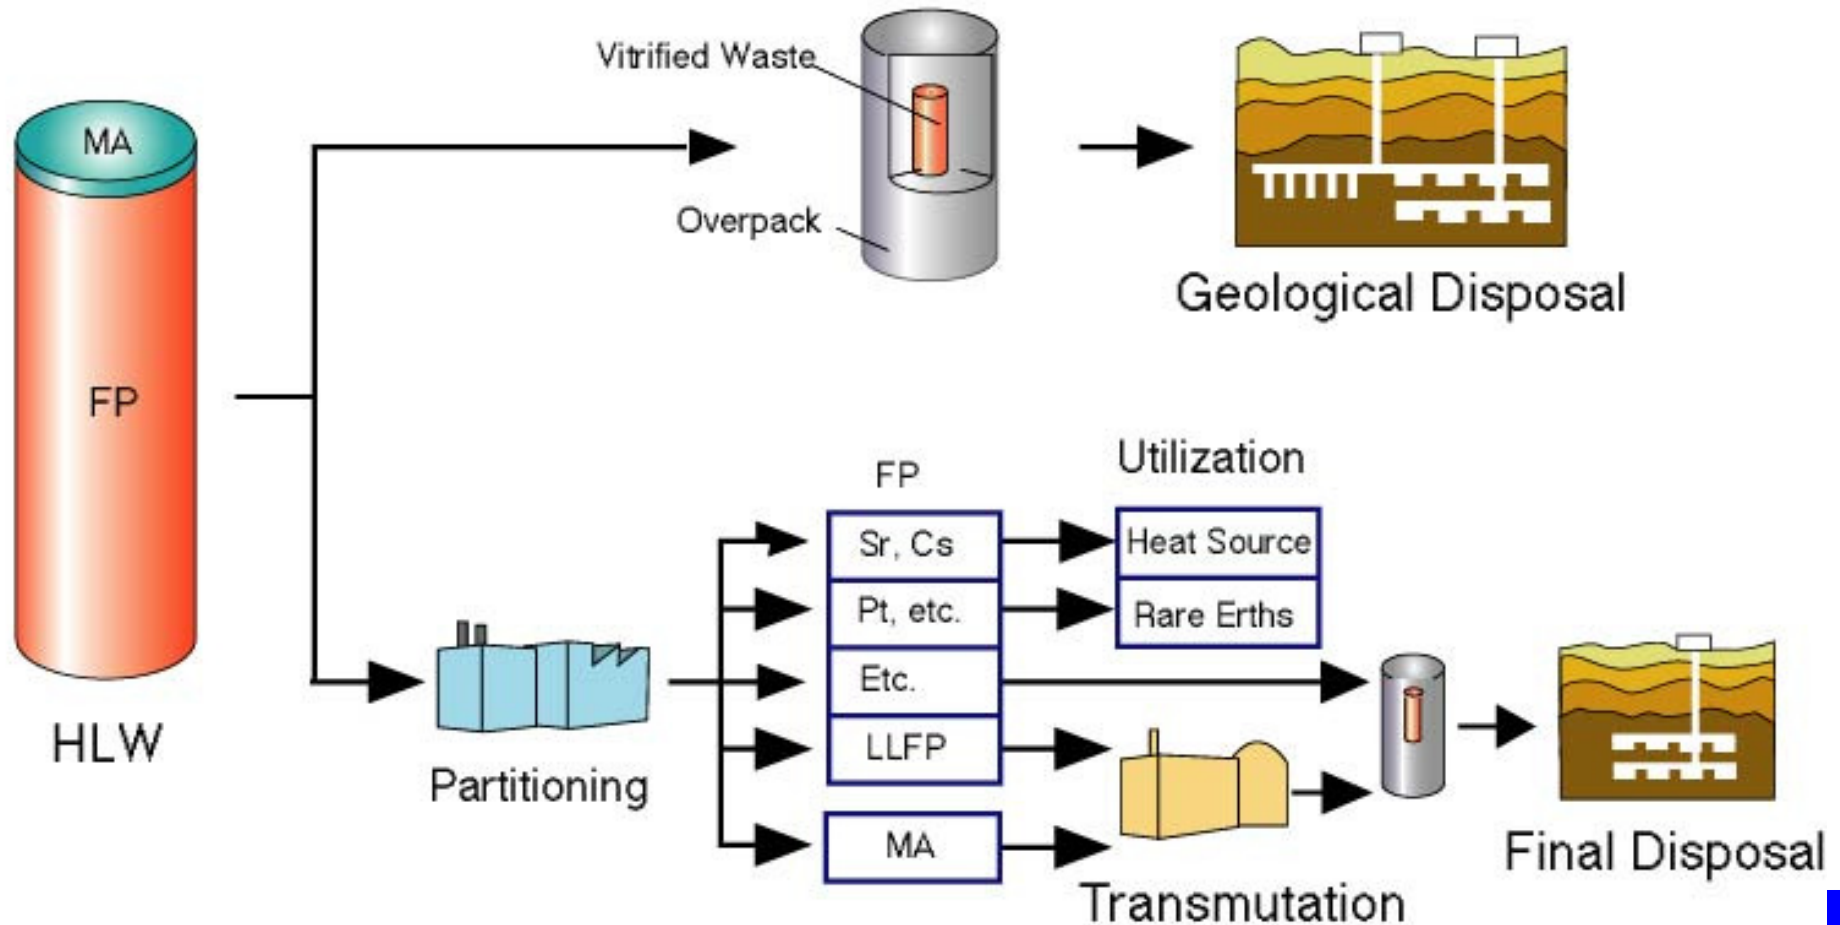 Vitrified Waste
MA
Overpack
Geological Disposal
FP
HLW
Partitioning
FP
Utilization
Sr, Cs
Heat Source
Pt, etc.
Rare Erths
Etc.
LLFP
MA
Transmutation
Final Disposal